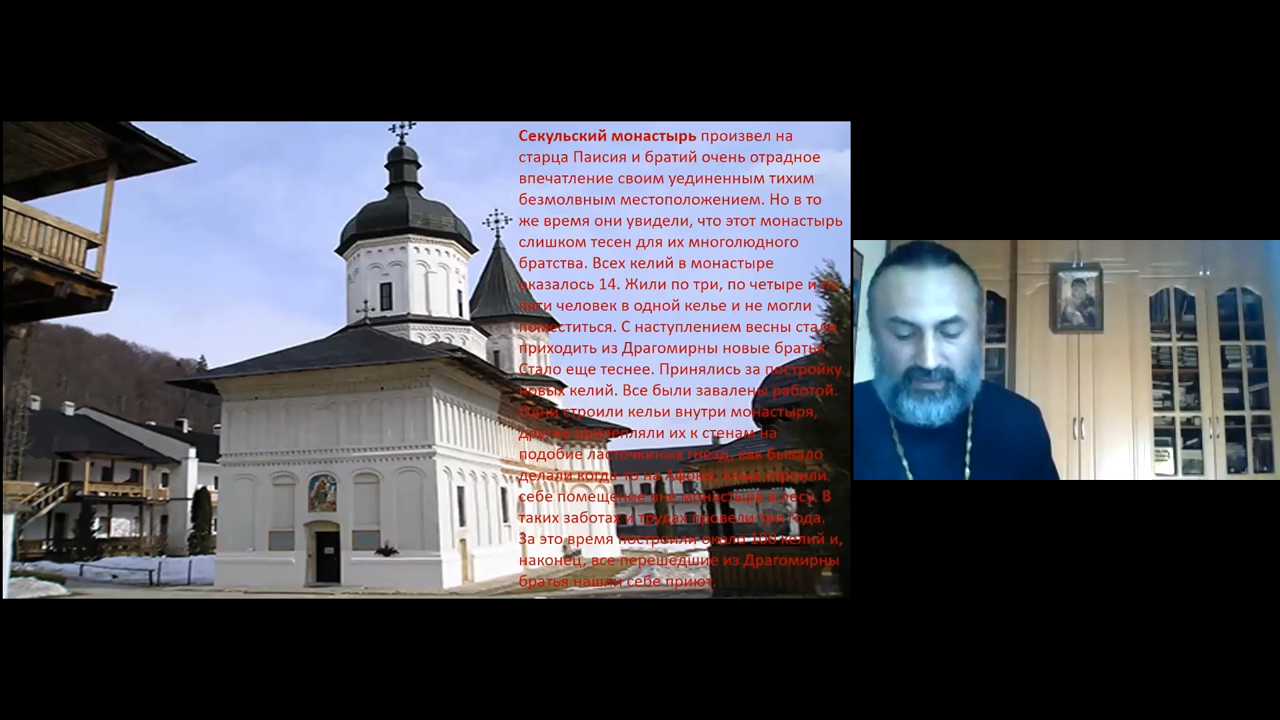 Секульский монастырь произвел на
старца Паисия и братий очень отрадное
впечатление своим уединенным тихим
безмолвным местоположением. Но в то
же время они увидели, что этот монастырь
слишком тесен для их многолюдного
братства. Всех келий в монастыре
оказалось 14. Жили по три, по четыре и по
пяти человек в одной келье и не могли
поместиться. С наступлением весны стали
приходить из Драгомирны новые братья.
Стало еще теснее. Принялись за постройку
новых келий. Все были завалены работой.
Одни строили кельи внутри монастыря,
другие прилепляли их к стенам на
подобие ласточкиных гнезд, как бывало
делали когда-то на Афоне, иные строили
себе помещение вне монастыря в лесу. В
таких заботах и трудах провели три года.
За это время построили около 100 келий и,
наконец, все перешедшие из Драгомирны
братья нашли себе приют.